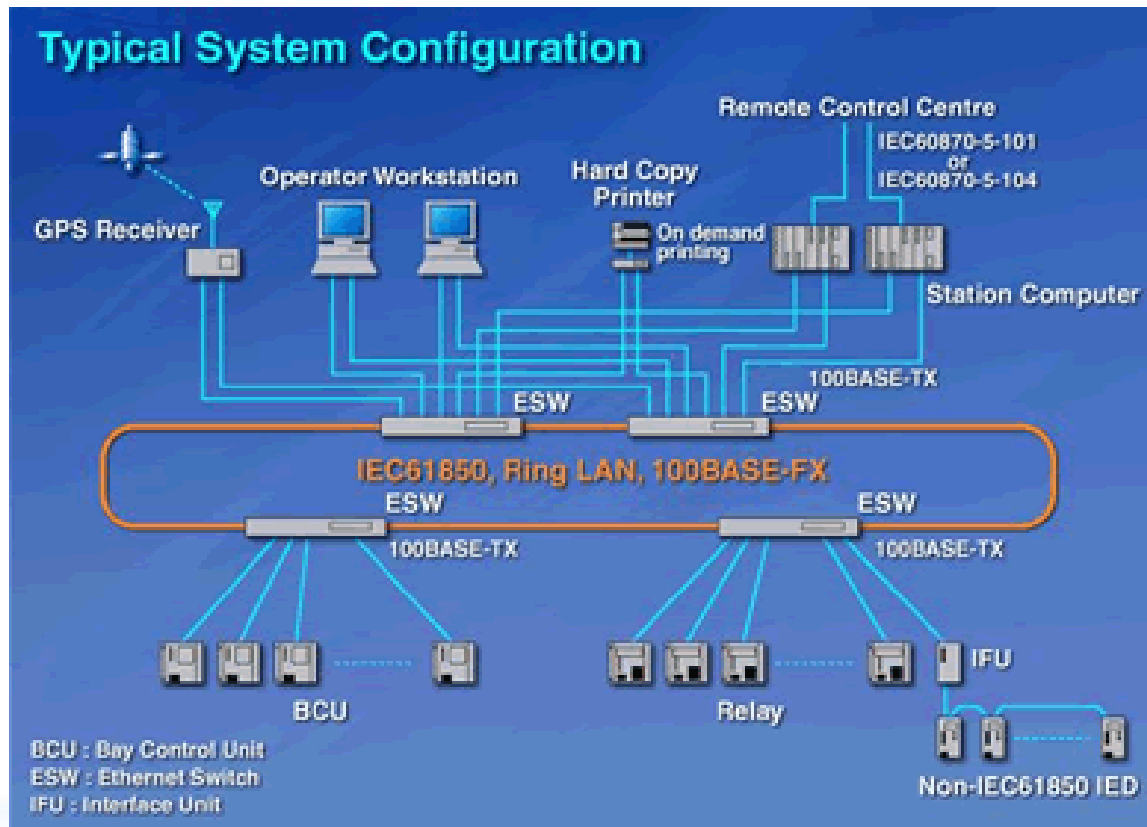 Typical System Configuration
Remote Control Centre
IEC60870-5-101
or
IEC60870-5-104
Operator Workstation
Hard Copy
Printer
On demand
printing
GPS Receiver
Station Computer
100BASE-TX
ESW
ESW
IEC61850, Ring LAN, 100BASE-FX
ESW
ESW
100BASE-TX
100BASE-TX
IFU
BCU
Relay
Non-IEC61850 IED
BCU : Bay Control Unit
ESW : Ethernet Switch
IFU : Interface Unit